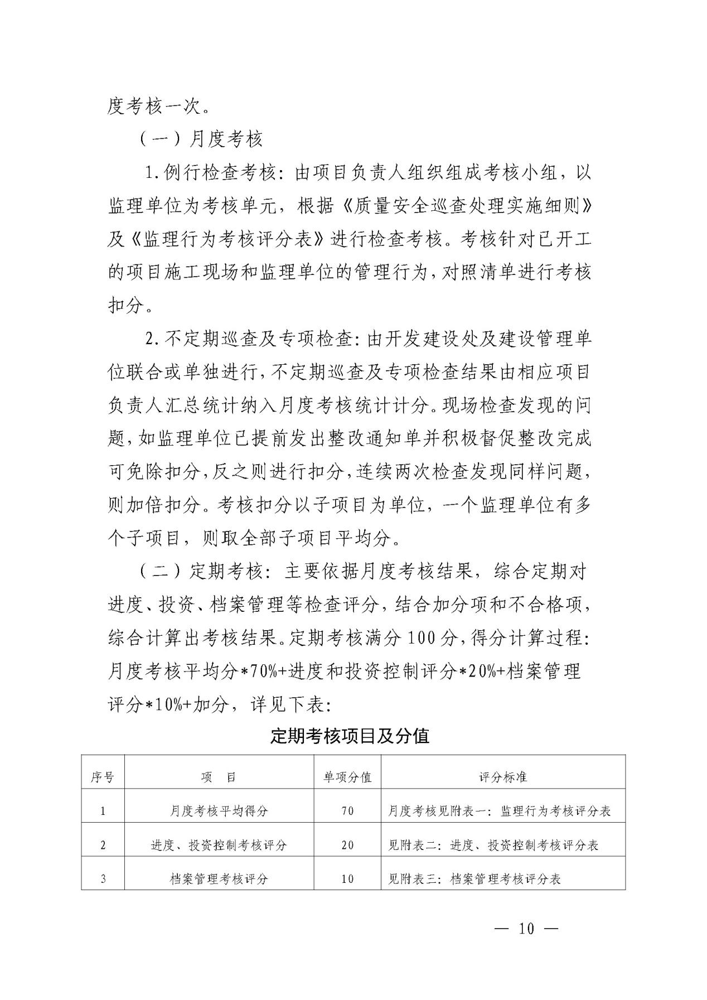 度考核一次。
（一）月度考核
1.例行检查考核：由项目负责人组织组成考核小组，以
监理单位为考核单元，根据《质量安全巡查处理实施细则》
及《监理行为考核评分表》进行检查考核。考核针对已开工
的项目施工现场和监理单位的管理行为，对照清单进行考核
扣分。
2.不定期巡查及专项检查：由开发建设处及建设管理单
位联合或单独进行，不定期巡查及专项检查结果由相应项目
负责人汇总统计纳入月度考核统计计分。现场检查发现的问
题，如监理单位已提前发出整改通知单并积极督促整改完成
可免除扣分，反之则进行扣分，连续两次检查发现同样问题，
则加倍扣分。考核扣分以子项目为单位，一个监理单位有多
个子项目，则取全部子项目平均分。
（二）定期考核：主要依据月度考核结果，综合定期对
进度、投资、档案管理等检查评分，结合加分项和不合格项，
综合计算出考核结果。定期考核满分100分，得分计算过程：
月度考核平均分*70%+进度和投资控制评分*20%+档案管理
评分*10%+加分，详见下表：
定期考核项目及分值
序号 项 目 单项分值 评分标准
1 月度考核平均得分 70 月度考核见附表一：监理行为考核评分表
2 进度、投资控制考核评分 20 见附表二：进度、投资控制考核评分表
3 档案管理考核评分 10 见附表三：档案管理考核评分表
— 10 —